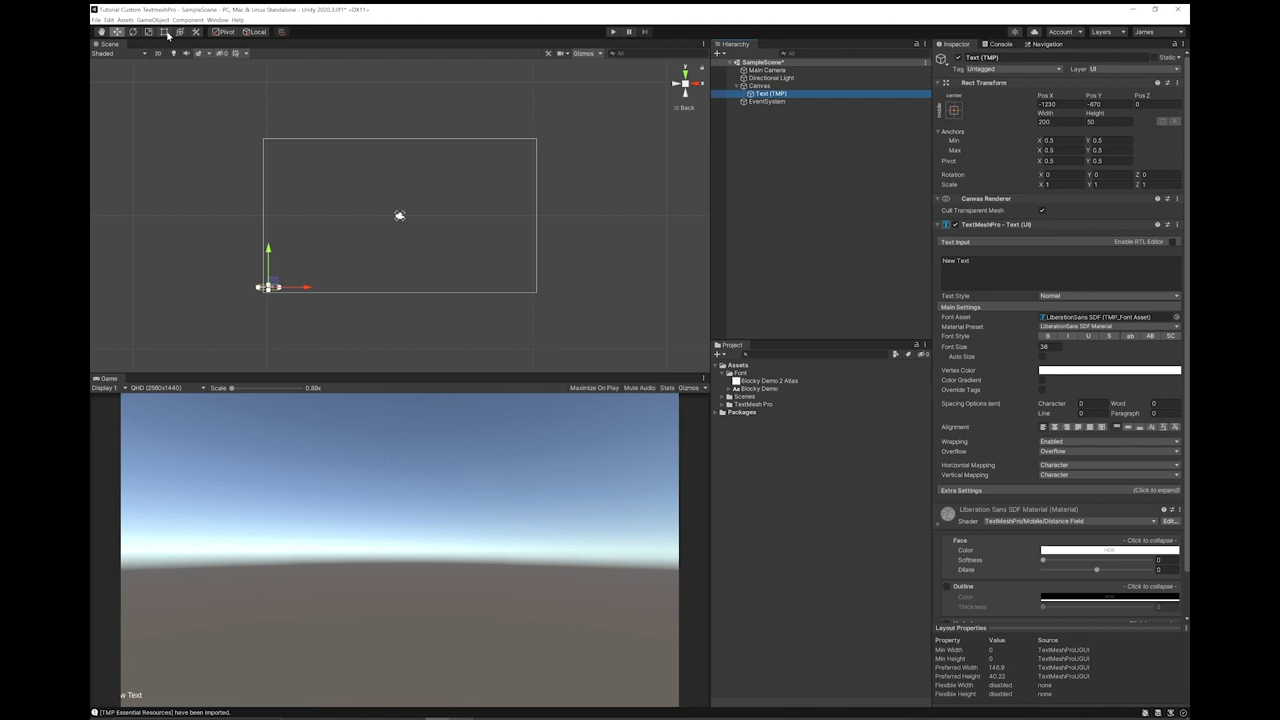 Tutorial Custom TextmeshPro - SampleScene - PC, Mac & Linux Standalone - Unity 2020.3.0f1* <DX11>
File Edit Assets GameObject Component Window Help
Pivot Local Account Layers James
Scene
Shaded 2D Gizmos All
y
x
Back
Game
Display 1 QHD (2560x1440) Scale 0.89x Maximize On Play Mute Audio Stats Gizmos
w Text
[TMP Essential Resources] have been imported.
Hierarchy
All
SampleScene*
Main Camera
Directional Light
Canvas
Text (TMP)
EventSystem
Project
Assets
Font
Blocky Demo 2 Atlas
Aa Blocky Demo
Scenes
TextMesh Pro
Packages
Inspector Console Navigation
Text (TMP) Static
Tag Untagged Layer UI
Rect Transform
center Pos X Pos Y Pos Z
middle -1230 -670 0
Width Height
200 50 R
Anchors
Min X 0.5 Y 0.5
Max X 0.5 Y 0.5
Pivot X 0.5 Y 0.5
Rotation X 0 Y 0 Z 0
Scale X 1 Y 1 Z 1
Canvas Renderer
Cull Transparent Mesh
TextMeshPro - Text (UI)
Text Input Enable RTL Editor
New Text
Text Style Normal
Main Settings
Font Asset LiberationSans SDF (TMP_Font Asset)
Material Preset LiberationSans SDF Material
Font Style B I U S ab AB SC
Font Size 36
Auto Size
Vertex Color
Color Gradient
Override Tags
Spacing Options (em) Character 0 Word 0
Line 0 Paragraph 0
Alignment
Wrapping Enabled
Overflow Overflow
Horizontal Mapping Character
Vertical Mapping Character
Extra Settings (Click to expand)
Liberation Sans SDF Material (Material)
Shader TextMeshPro/Mobile/Distance Field Edit...
Face - Click to collapse -
Color HDR
Softness 0
Dilate 0
Outline - Click to collapse -
Color HDR
Thickness 0
Layout Properties
Property Value Source
Min Width 0 TextMeshProUGUI
Min Height 0 TextMeshProUGUI
Preferred Width 146.9 TextMeshProUGUI
Preferred Height 40.22 TextMeshProUGUI
Flexible Width disabled none
Flexible Height disabled none